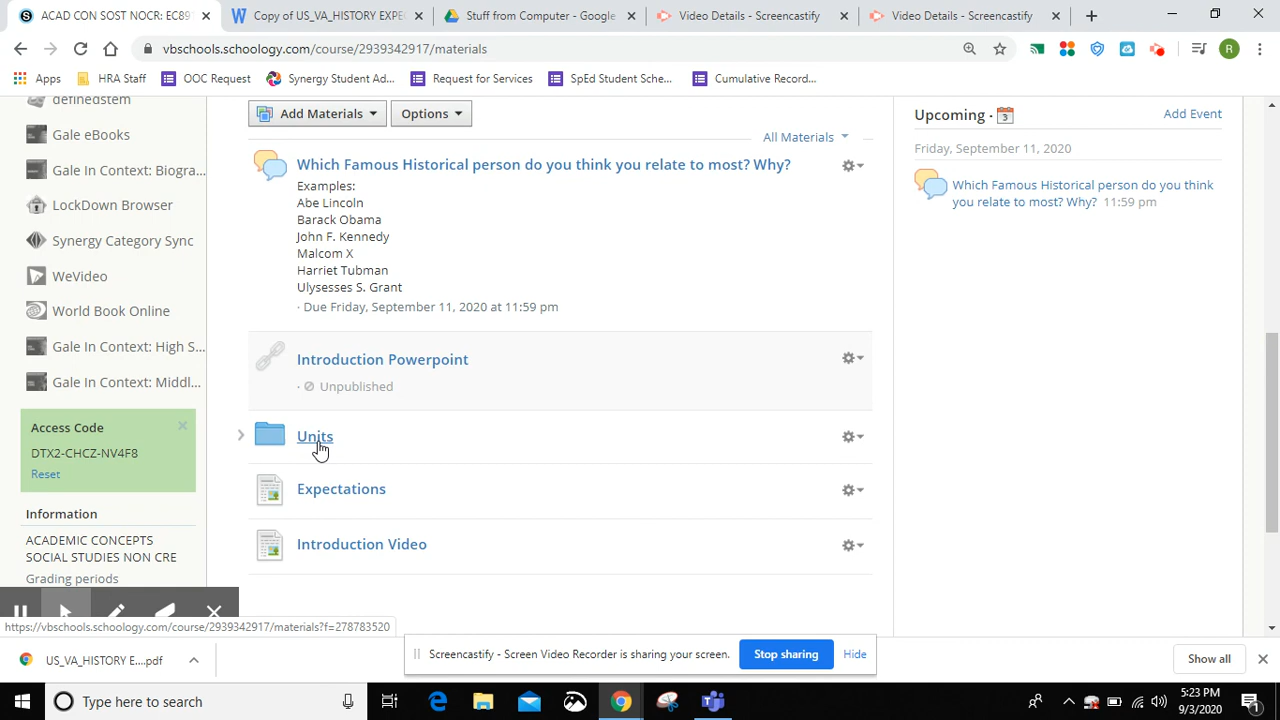 ACAD CON SOST NOCR: EC89
Copy of US_VA_HISTORY EXPE
Stuff from Computer - Google
Video Details - Screencastify
Video Details - Screencastify
vbschools.schoology.com/course/2939342917/materials
R
Apps
HRA Staff
OOC Request
Synergy Student Ad...
Request for Services
SpEd Student Sche...
Cumulative Record...
definedstem
Gale eBooks
Gale In Context: Biogra...
LockDown Browser
Synergy Category Sync
WeVideo
World Book Online
Gale In Context: High S...
Gale In Context: Middl...
Access Code
DTX2-CHCZ-NV4F8
Reset
Information
ACADEMIC CONCEPTS
SOCIAL STUDIES NON CRE
Grading periods
Add Materials
Options
All Materials
Which Famous Historical person do you think you relate to most? Why?
Examples:
Abe Lincoln
Barack Obama
John F. Kennedy
Malcom X
Harriet Tubman
Ulysesses S. Grant
· Due Friday, September 11, 2020 at 11:59 pm
Introduction Powerpoint
· Unpublished
Units
Expectations
Introduction Video
Upcoming ·
3
Add Event
Friday, September 11, 2020
Which Famous Historical person do you think
you relate to most? Why? 11:59 pm
https://vbschools.schoology.com/course/2939342917/materials?f=278783520
Screencastify - Screen Video Recorder is sharing your screen.
Stop sharing
Hide
US_VA_HISTORY E....pdf
Show all
Type here to search
5:23 PM
9/3/2020
1